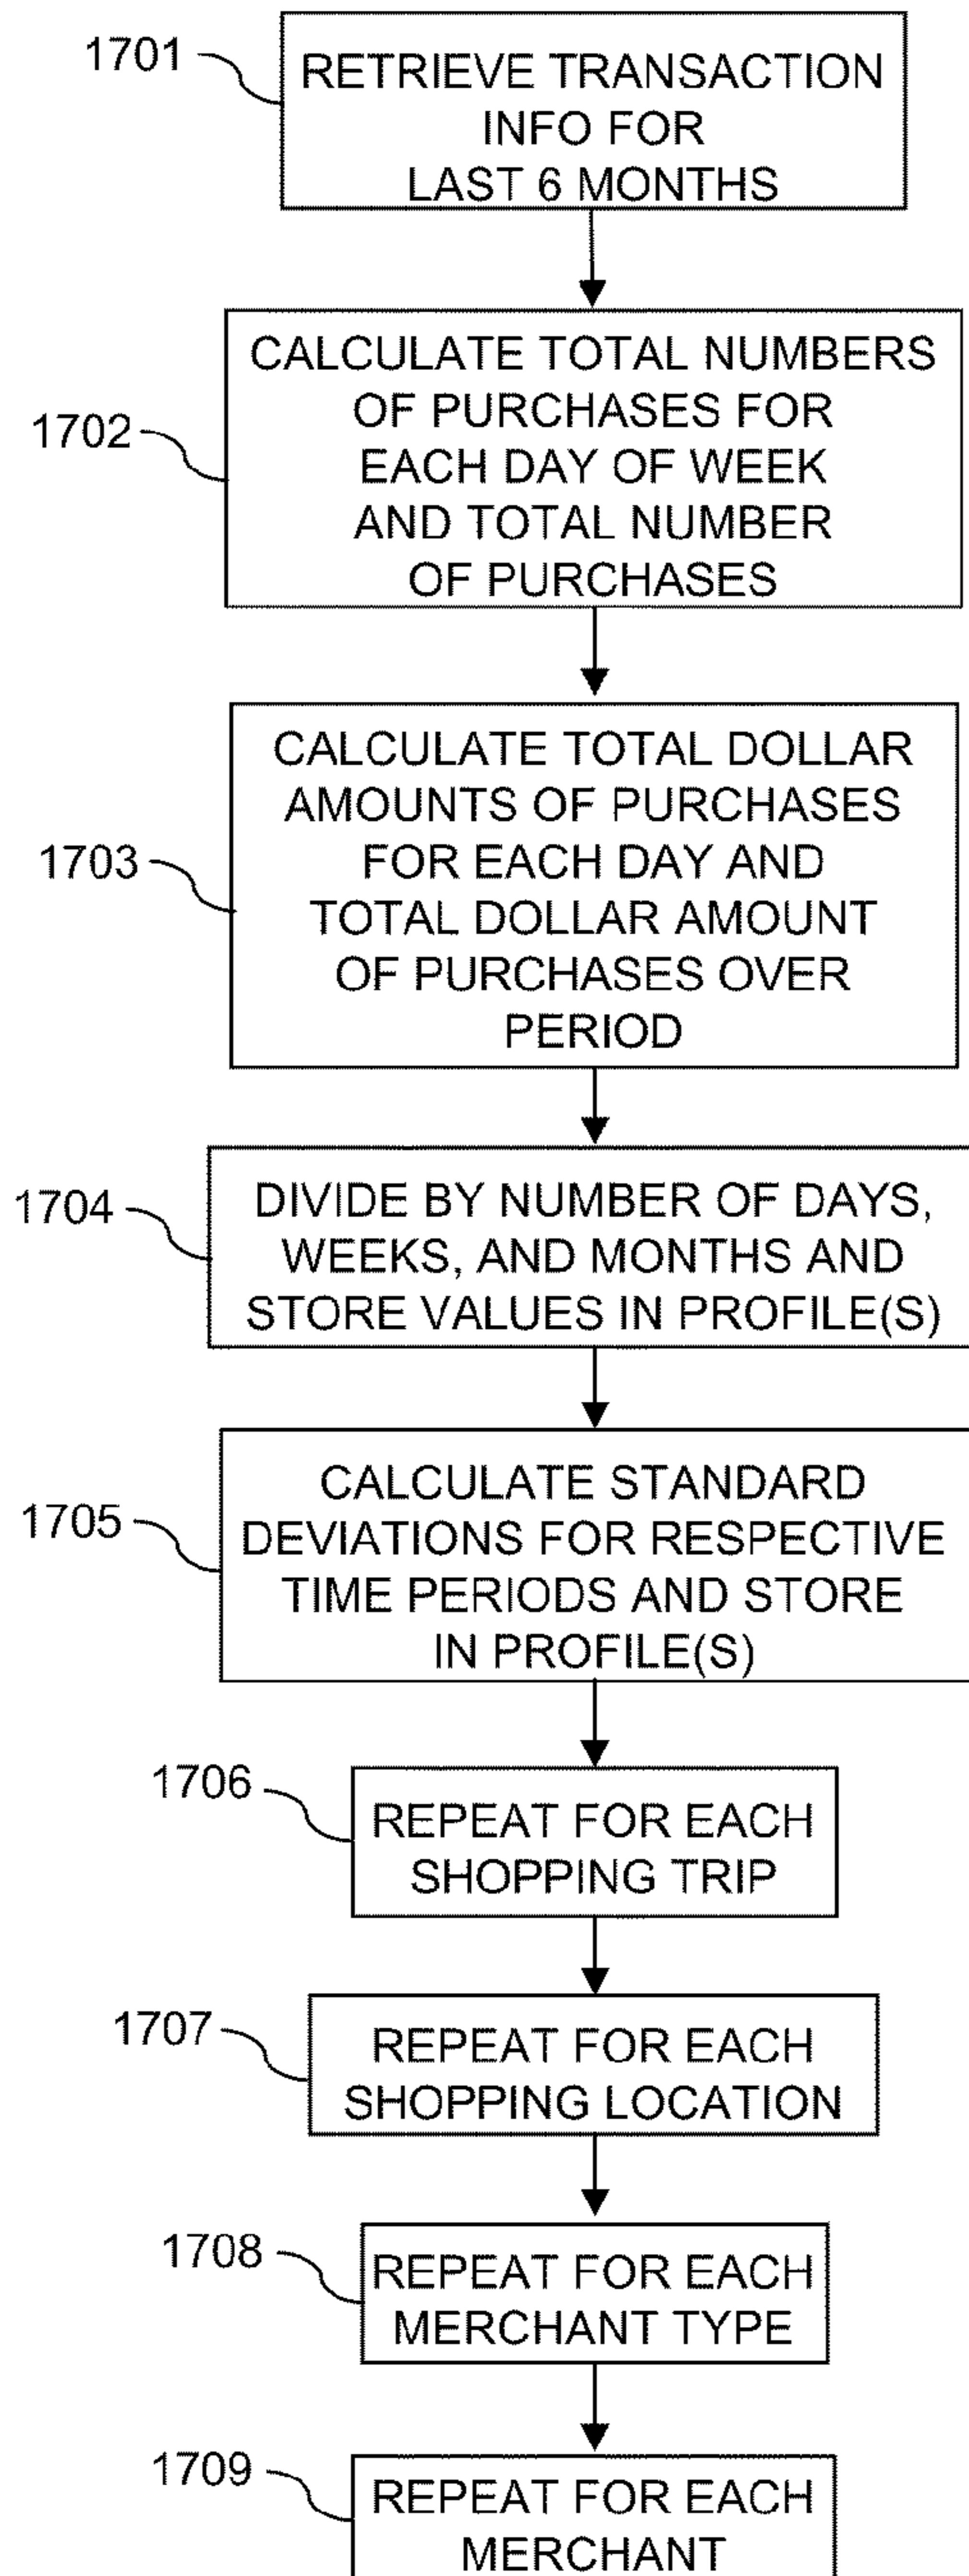 1701
RETRIEVE TRANSACTION
INFO FOR
LAST 6 MONTHS
1702
CALCULATE TOTAL NUMBERS
OF PURCHASES FOR
EACH DAY OF WEEK
AND TOTAL NUMBER
OF PURCHASES
1703
CALCULATE TOTAL DOLLAR
AMOUNTS OF PURCHASES
FOR EACH DAY AND
TOTAL DOLLAR AMOUNT
OF PURCHASES OVER
PERIOD
1704
DIVIDE BY NUMBER OF DAYS,
WEEKS, AND MONTHS AND
STORE VALUES IN PROFILE(S)
1705
CALCULATE STANDARD
DEVIATIONS FOR RESPECTIVE
TIME PERIODS AND STORE
IN PROFILE(S)
1706
REPEAT FOR EACH
SHOPPING TRIP
1707
REPEAT FOR EACH
SHOPPING LOCATION
1708
REPEAT FOR EACH
MERCHANT TYPE
1709
REPEAT FOR EACH
MERCHANT